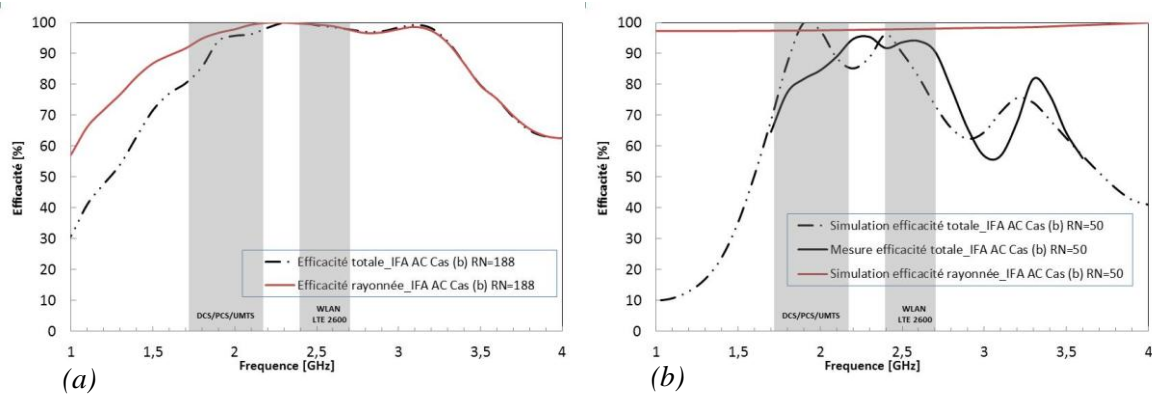 Efficacité [%]
100
90
80
70
60
50
40
30
20
10
0
Efficacité totale_IFA AC Cas (b) RN=188
Efficacité rayonnée_IFA AC Cas (b) RN=188
DCS/PCS/UMTS
WLAN
LTE 2600
1 1,5 2 2,5 3 3,5 4
Frequence [GHz]
(a)
Efficacité [%]
100
90
80
70
60
50
40
30
20
10
0
Simulation efficacité totale_IFA AC Cas (b) RN=50
Mesure efficacité totale_IFA AC Cas (b) RN=50
Simulation efficacité rayonnée_IFA AC Cas (b) RN=50
DCS/PCS/UMTS
WLAN
LTE 2600
1 1,5 2 2,5 3 3,5 4
Frequence [GHz]
(b)